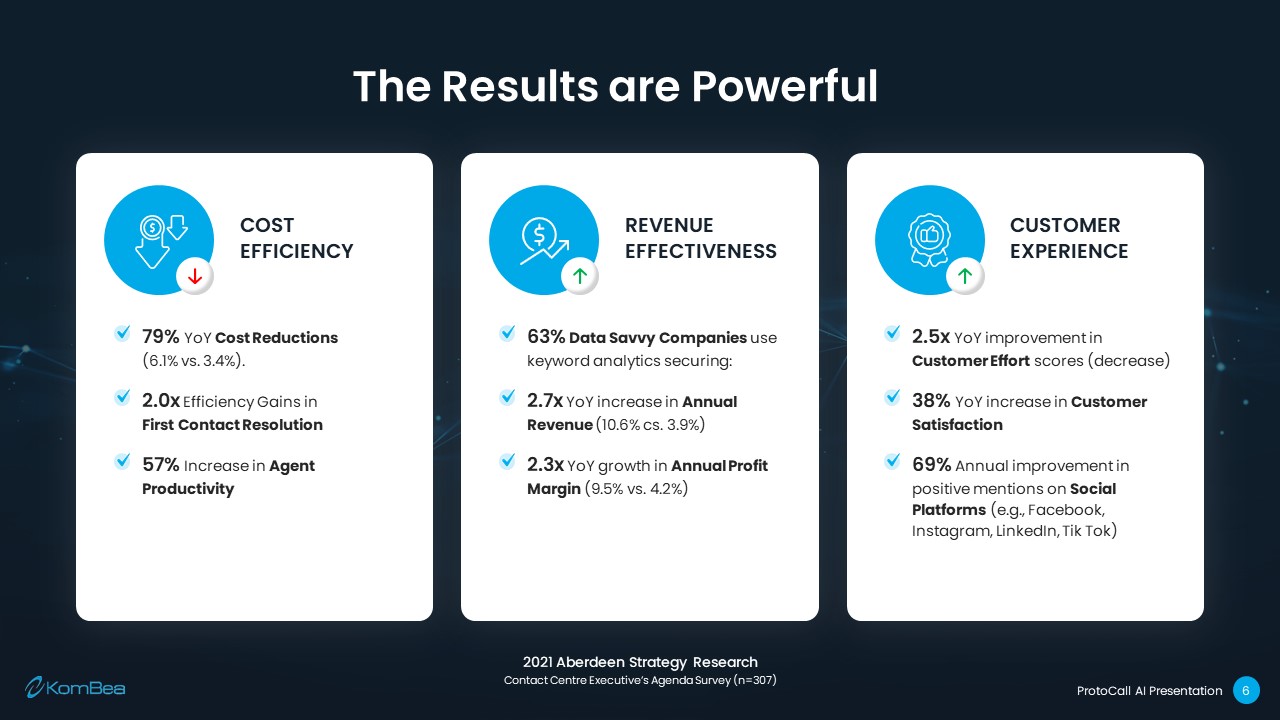 The Results are Powerful
COST
EFFICIENCY
79% YoY Cost Reductions
(6.1% vs. 3.4%).
2.0x Efficiency Gains in
First Contact Resolution
57% Increase in Agent
Productivity
REVENUE
EFFECTIVENESS
63% Data Savvy Companies use
keyword analytics securing:
2.7x YoY increase in Annual
Revenue (10.6% cs. 3.9%)
2.3x YoY growth in Annual Profit
Margin (9.5% vs. 4.2%)
CUSTOMER
EXPERIENCE
2.5x YoY improvement in
Customer Effort scores (decrease)
38% YoY increase in Customer
Satisfaction
69% Annual improvement in
positive mentions on Social
Platforms (e.g., Facebook,
Instagram, LinkedIn, Tik Tok)
2021 Aberdeen Strategy Research
Contact Centre Executive's Agenda Survey (n=307)
KomBea
ProtoCall AI Presentation 6